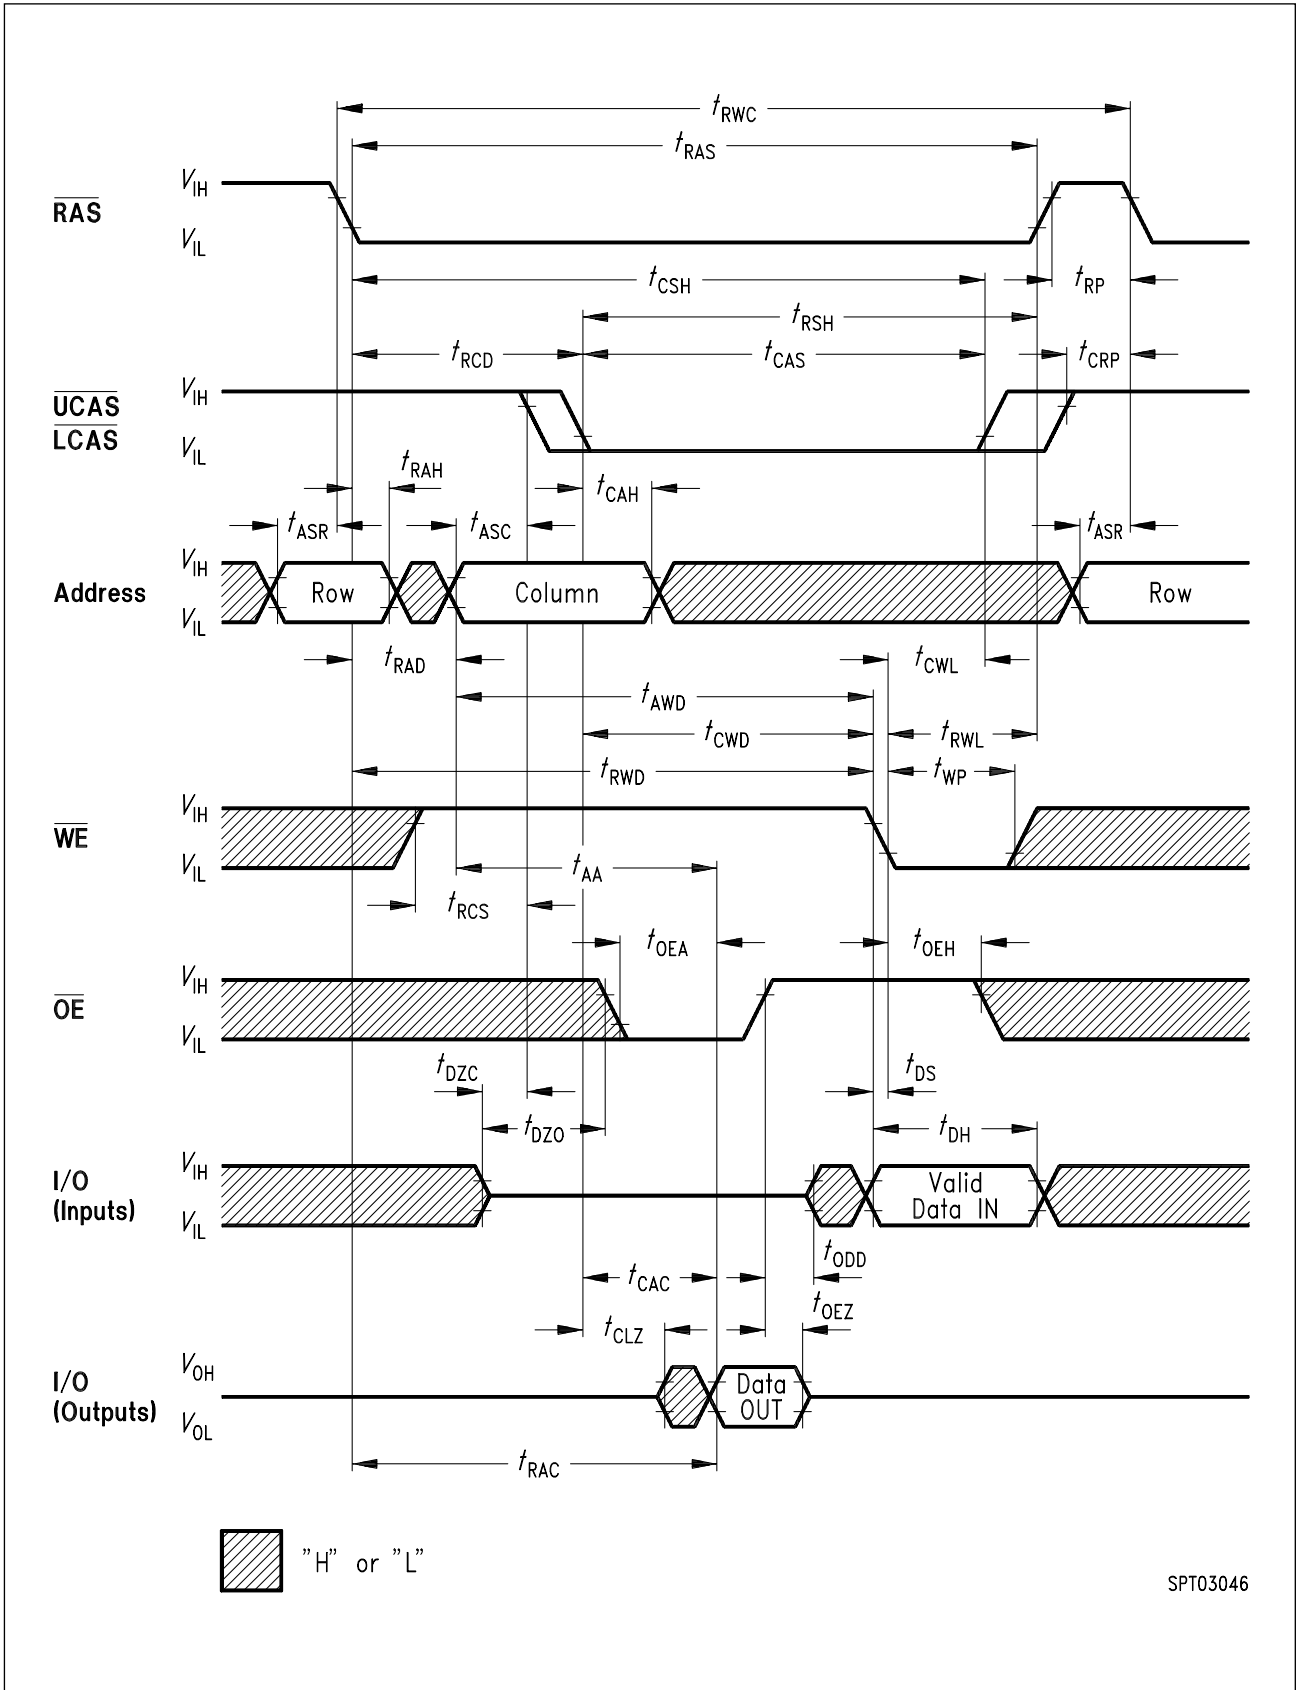 tRWC
tRAS
RAS
VIH
VIL
tCSH
tRP
tRSH
tRCD
tCAS
tCRP
UCAS
LCAS
VIH
VIL
tRAH
tCAH
tASR
tASC
tASR
Address
VIH
VIL
Row
Column
Row
tRAD
tCWL
tAWD
tCWD
tRWL
tRWD
tWP
WE
VIH
VIL
tAA
tRCS
tOEA
tOEH
OE
VIH
VIL
tDZC
tDS
tDZO
tDH
I/O
(Inputs)
VIH
VIL
Valid
Data IN
tODD
tCAC
tOEZ
tCLZ
I/O
(Outputs)
VOH
VOL
Data
OUT
tRAC
"H" or "L"
SPT03046